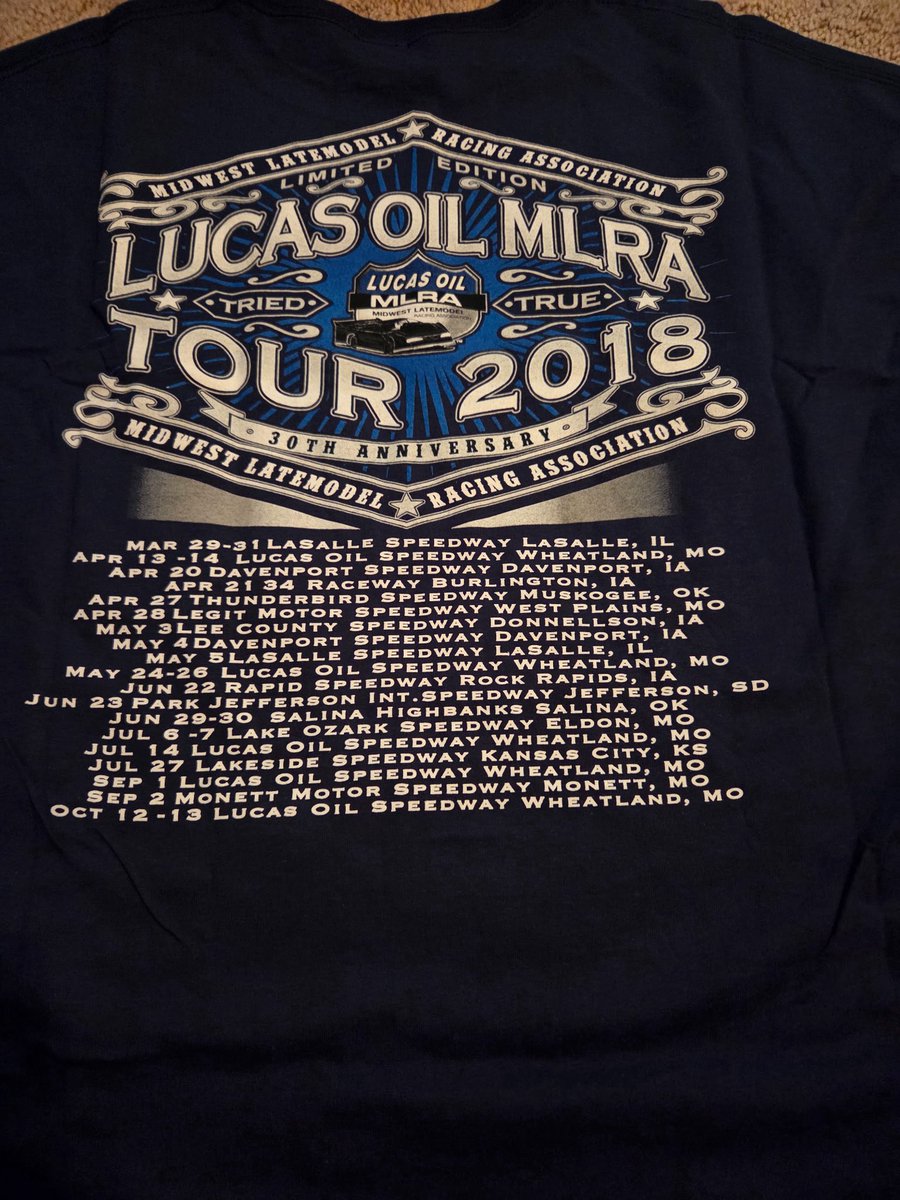 MIDWEST LATEMODEL ★ RACING ASSOCIATION
LIMITED EDITION
LUCAS OIL MLRA
LUCAS OIL
MLRA
MIDWEST LATEMODEL
RACING ASSOCIATION
★ TRIED TRUE ★
TOUR 2018
30TH ANNIVERSARY
MIDWEST LATEMODEL ★ RACING ASSOCIATION
MAR 29-31 LASALLE SPEEDWAY LASALLE, IL
APR 13 -14 LUCAS OIL SPEEDWAY WHEATLAND, MO
APR 20 DAVENPORT SPEEDWAY DAVENPORT, IA
APR 21 34 RACEWAY BURLINGTON, IA
APR 27 THUNDERBIRD SPEEDWAY MUSKOGEE, OK
APR 28 LEGIT MOTOR SPEEDWAY WEST PLAINS, MO
MAY 3 LEE COUNTY SPEEDWAY DONNELLSON, IA
MAY 4 DAVENPORT SPEEDWAY DAVENPORT, IA
MAY 5 LASALLE SPEEDWAY LASALLE, IL
MAY 24-26 LUCAS OIL SPEEDWAY WHEATLAND, MO
JUN 22 RAPID SPEEDWAY ROCK RAPIDS, IA
JUN 23 PARK JEFFERSON INT. SPEEDWAY JEFFERSON, SD
JUN 29-30 SALINA HIGHBANKS SALINA, OK
JUL 6 -7 LAKE OZARK SPEEDWAY ELDON, MO
JUL 14 LUCAS OIL SPEEDWAY WHEATLAND, MO
JUL 27 LAKESIDE SPEEDWAY KANSAS CITY, KS
SEP 1 LUCAS OIL SPEEDWAY WHEATLAND, MO
SEP 2 MONETT MOTOR SPEEDWAY MONETT, MO
OCT 12 -13 LUCAS OIL SPEEDWAY WHEATLAND, MO